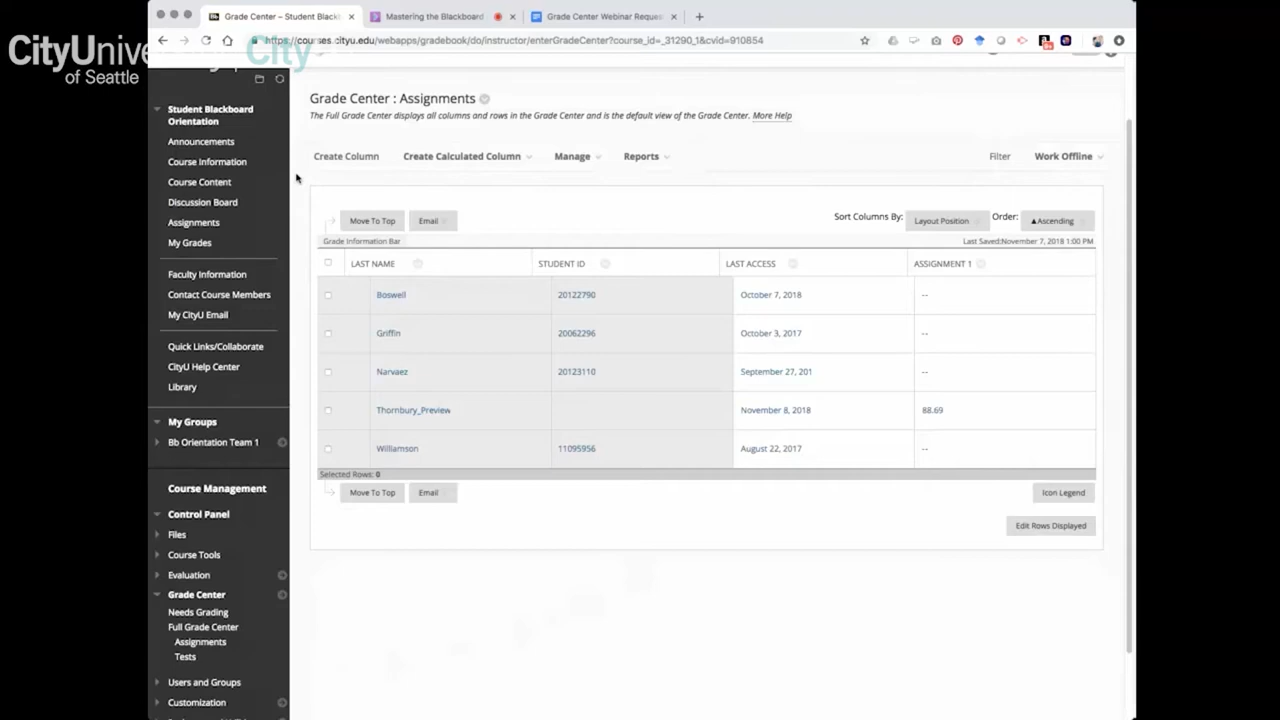 Grade Center – Student Black
Mastering the Blackboard
Grade Center Webinar Reques
https://courses.cityu.edu/webapps/gradebook/do/instructor/enterGradeCenter?course_id=_31290_1&cvid=910854
CityUnive
of Seattle
City
Student Blackboard
Orientation
Announcements
Course Information
Course Content
Discussion Board
Assignments
My Grades
Faculty Information
Contact Course Members
My CityU Email
Quick Links/Collaborate
CityU Help Center
Library
My Groups
Bb Orientation Team 1
Course Management
Control Panel
Files
Course Tools
Evaluation
Grade Center
Needs Grading
Full Grade Center
Assignments
Tests
Users and Groups
Customization
Grade Center : Assignments
The Full Grade Center displays all columns and rows in the Grade Center and is the default view of the Grade Center. More Help
Create Column Create Calculated Column Manage Reports Filter Work Offline
Move To Top Email Sort Columns By: Layout Position Order: ▲Ascending
Grade Information Bar Last Saved:November 7, 2018 1:00 PM
LAST NAME STUDENT ID LAST ACCESS ASSIGNMENT 1
Boswell 20122790 October 7, 2018 --
Griffin 20062296 October 3, 2017 --
Narvaez 20123110 September 27, 201 --
Thornbury_Preview November 8, 2018 88.69
Williamson 11095956 August 22, 2017 --
Selected Rows: 0
Move To Top Email Icon Legend
Edit Rows Displayed